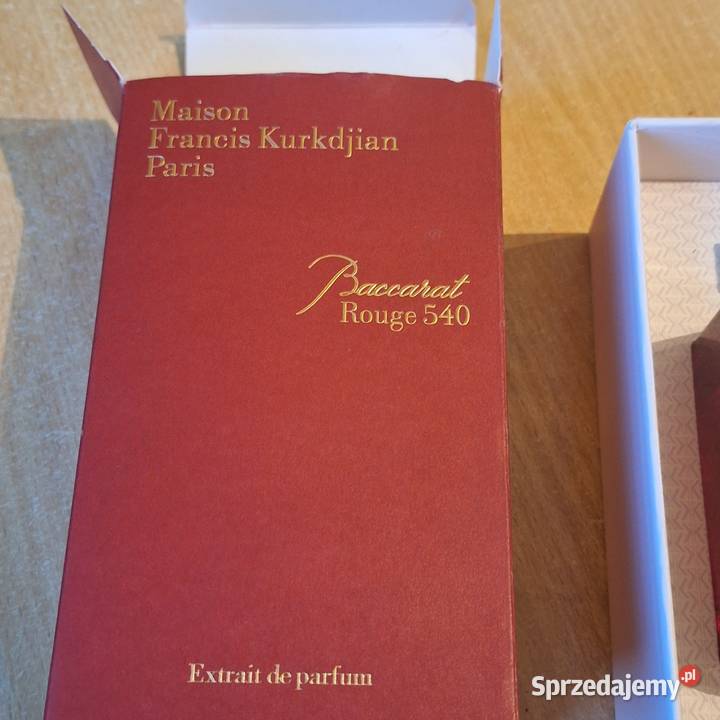 Maison
Francis Kurkdjian
Paris
Baccarat
Rouge 540
Extrait de parfum
Sprzedajemy.pl